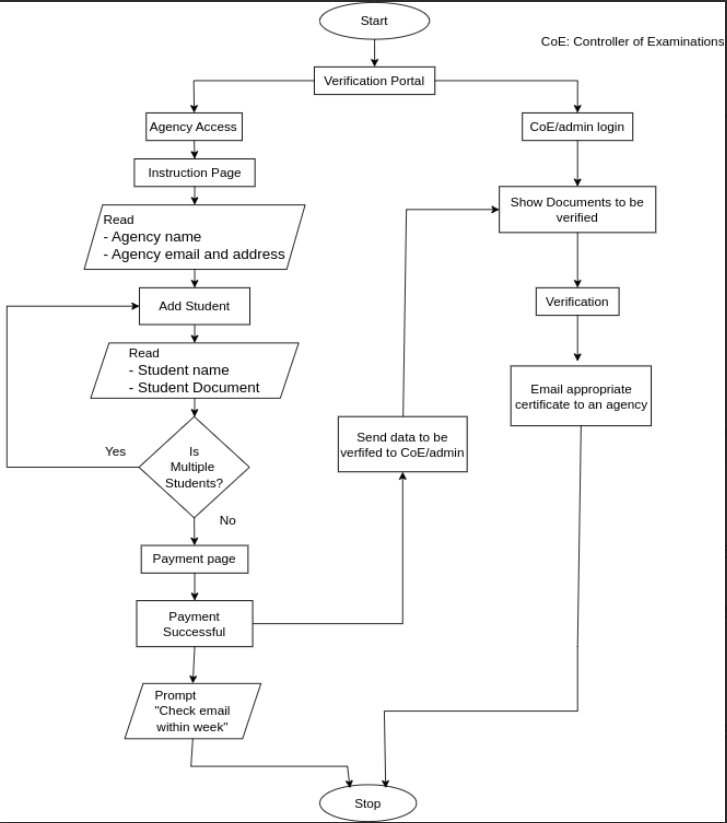 Start
CoE: Controller of Examinations
Verification Portal
Agency Access
CoE/admin login
Instruction Page
Show Documents to be
verified
Read
- Agency name
- Agency email and address
Add Student
Verification
Read
- Student name
- Student Document
Email appropriate
certificate to an agency
Yes
Is
Multiple
Students?
Send data to be
verfifed to CoE/admin
No
Payment page
Payment
Successful
Prompt
"Check email
within week"
Stop